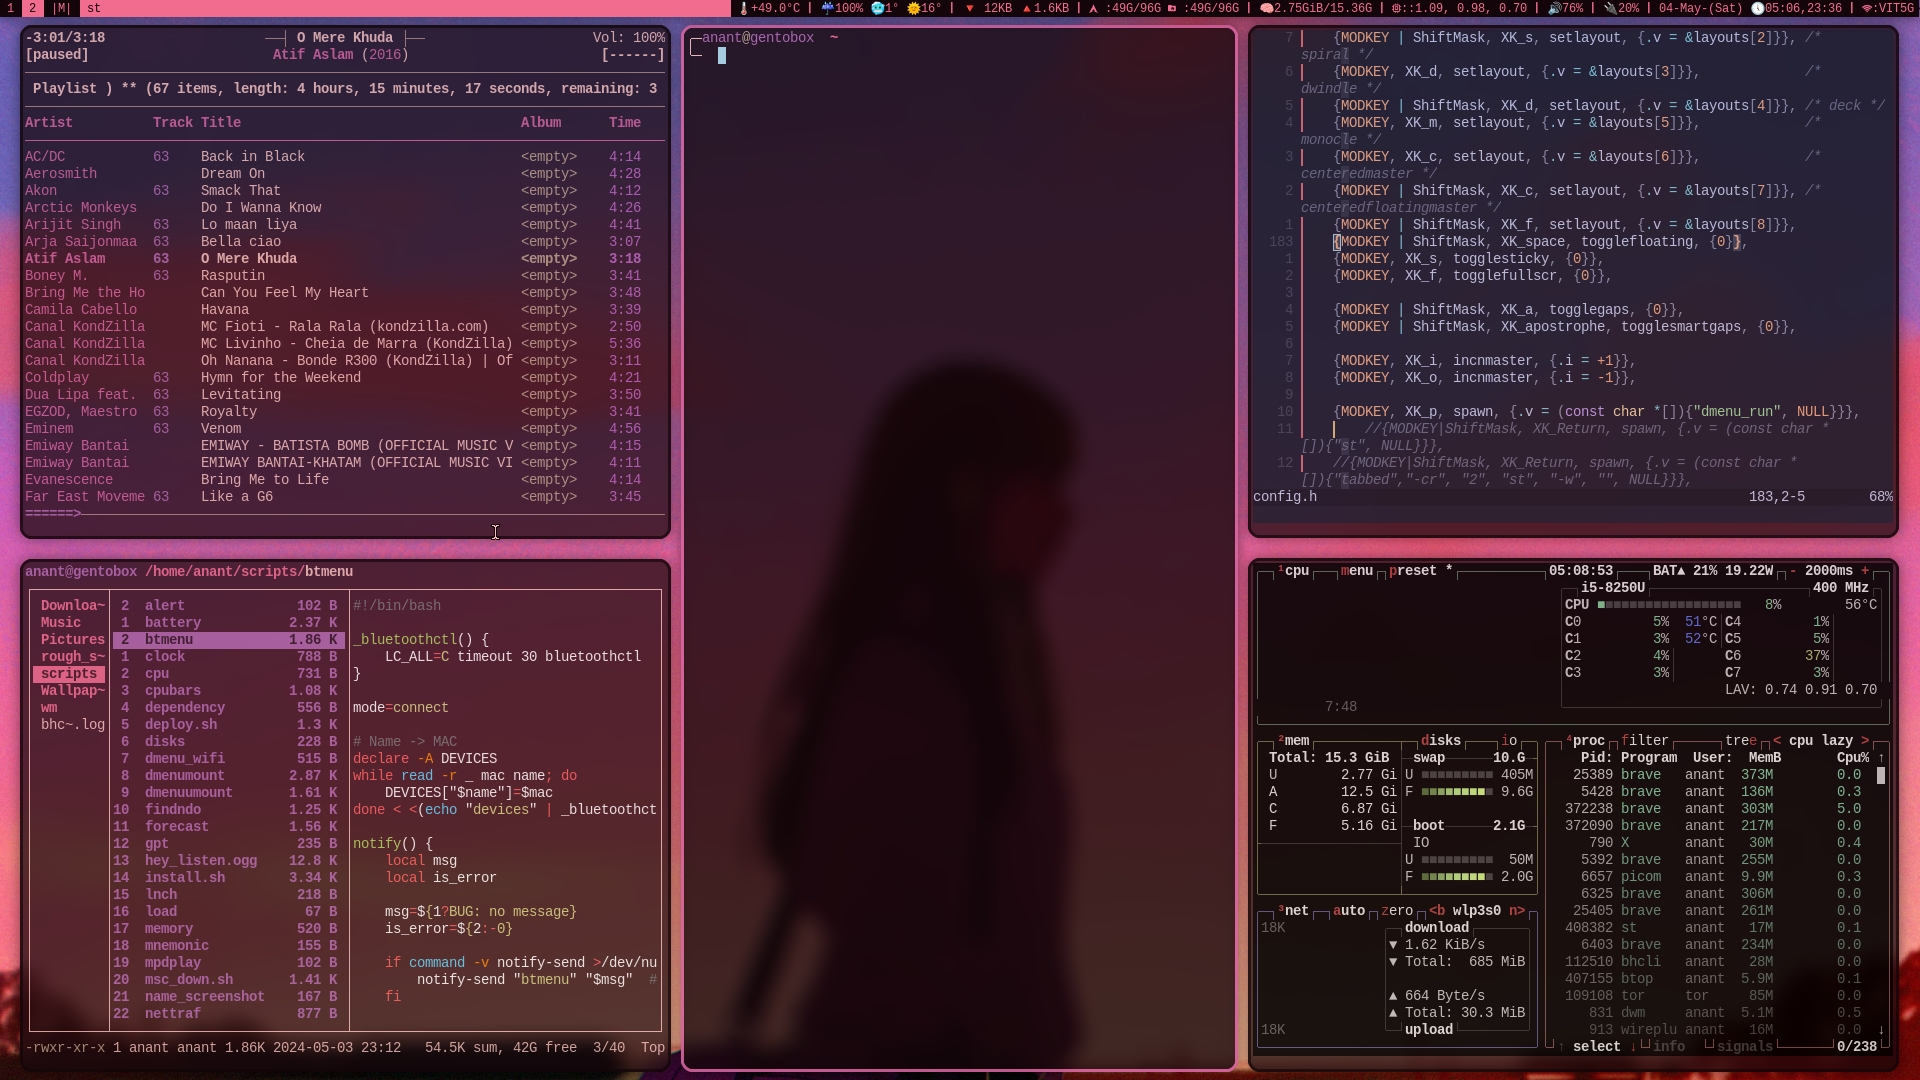 1 2 |M| st
+49.0°C | 100% 1° 16° | ▼ 12KB ▲1.6KB | :49G/96G :49G/96G | 2.75GiB/15.36G | ::1.09, 0.98, 0.70 | 76% | 20% | 04-May-(Sat) 05:06,23:36 | :VIT5G
-3:01/3:18 ──┤ O Mere Khuda ├── Vol: 100%
[paused] Atif Aslam (2016) [------]
Playlist ) ** (67 items, length: 4 hours, 15 minutes, 17 seconds, remaining: 3
Artist Track Title Album Time
AC/DC 63 Back in Black <empty> 4:14
Aerosmith Dream On <empty> 4:28
Akon 63 Smack That <empty> 4:12
Arctic Monkeys Do I Wanna Know <empty> 4:26
Arijit Singh 63 Lo maan liya <empty> 4:41
Arja Saijonmaa 63 Bella ciao <empty> 3:07
Atif Aslam 63 O Mere Khuda <empty> 3:18
Boney M. 63 Rasputin <empty> 3:41
Bring Me the Ho Can You Feel My Heart <empty> 3:48
Camila Cabello Havana <empty> 3:39
Canal KondZilla MC Fioti - Rala Rala (kondzilla.com) <empty> 2:50
Canal KondZilla MC Livinho - Cheia de Marra (KondZilla) <empty> 5:36
Canal KondZilla Oh Nanana - Bonde R300 (KondZilla) | Of <empty> 3:11
Coldplay 63 Hymn for the Weekend <empty> 4:21
Dua Lipa feat. 63 Levitating <empty> 3:50
EGZOD, Maestro 63 Royalty <empty> 3:41
Eminem 63 Venom <empty> 4:56
Emiway Bantai EMIWAY - BATISTA BOMB (OFFICIAL MUSIC V <empty> 4:15
Emiway Bantai EMIWAY BANTAI-KHATAM (OFFICIAL MUSIC VI <empty> 4:11
Evanescence Bring Me to Life <empty> 4:14
Far East Moveme 63 Like a G6 <empty> 3:45
======>
anant@gentobox /home/anant/scripts/btmenu
Downloa~ 2 alert 102 B #!/bin/bash
Music 1 battery 2.37 K
Pictures 2 btmenu 1.86 K _bluetoothctl() {
rough_s~ 1 clock 788 B LC_ALL=C timeout 30 bluetoothctl
scripts 2 cpu 731 B }
Wallpap~ 3 cpubars 1.08 K
wm 4 dependency 556 B mode=connect
bhc~.log 5 deploy.sh 1.3 K
6 disks 228 B # Name -> MAC
7 dmenu_wifi 515 B declare -A DEVICES
8 dmenumount 2.87 K while read -r _ mac name; do
9 dmenuumount 1.61 K DEVICES["$name"]=$mac
10 findndo 1.25 K done < <(echo "devices" | _bluetoothct
11 forecast 1.56 K
12 gpt 235 B notify() {
13 hey_listen.ogg 12.8 K local msg
14 install.sh 3.34 K local is_error
15 lnch 218 B
16 load 67 B msg=${1?BUG: no message}
17 memory 520 B is_error=${2:-0}
18 mnemonic 155 B
19 mpdplay 102 B if command -v notify-send >/dev/nu
20 msc_down.sh 1.41 K notify-send "btmenu" "$msg" #
21 name_screenshot 167 B fi
22 nettraf 877 B
-rwxr-xr-x 1 anant anant 1.86K 2024-05-03 23:12 54.5K sum, 42G free 3/40 Top
anant@gentobox ~
7 {MODKEY | ShiftMask, XK_s, setlayout, {.v = &layouts[2]}}, /*
spiral */
6 {MODKEY, XK_d, setlayout, {.v = &layouts[3]}}, /*
dwindle */
5 {MODKEY | ShiftMask, XK_d, setlayout, {.v = &layouts[4]}}, /* deck */
4 {MODKEY, XK_m, setlayout, {.v = &layouts[5]}}, /*
monocle */
3 {MODKEY, XK_c, setlayout, {.v = &layouts[6]}}, /*
centeredmaster */
2 {MODKEY | ShiftMask, XK_c, setlayout, {.v = &layouts[7]}}, /*
centeredfloatingmaster */
1 {MODKEY | ShiftMask, XK_f, setlayout, {.v = &layouts[8]}},
183 {MODKEY | ShiftMask, XK_space, togglefloating, {0}},
1 {MODKEY, XK_s, togglesticky, {0}},
2 {MODKEY, XK_f, togglefullscr, {0}},
3
4 {MODKEY | ShiftMask, XK_a, togglegaps, {0}},
5 {MODKEY | ShiftMask, XK_apostrophe, togglesmartgaps, {0}},
6
7 {MODKEY, XK_i, incnmaster, {.i = +1}},
8 {MODKEY, XK_o, incnmaster, {.i = -1}},
9
10 {MODKEY, XK_p, spawn, {.v = (const char *[]){"dmenu_run", NULL}}},
11 //{MODKEY|ShiftMask, XK_Return, spawn, {.v = (const char *
[]){"st", NULL}}},
12 //{MODKEY|ShiftMask, XK_Return, spawn, {.v = (const char *
[]){"tabbed","-cr", "2", "st", "-w", "", NULL}}},
config.h 183,2-5 68%
¹cpu menu preset * 05:08:53 BAT▲ 21% 19.22W - 2000ms +
i5-8250U 400 MHz
CPU 8% 56°C
C0 5% 51°C C4 1%
C1 3% 52°C C5 5%
C2 4% C6 37%
C3 3% C7 3%
LAV: 0.74 0.91 0.70
7:48
²mem disks io
Total: 15.3 GiB swap 10.G
U 2.77 Gi U 405M
A 12.5 Gi F 9.6G
C 6.87 Gi
F 5.16 Gi boot 2.1G
IO
U 50M
F 2.0G
³net auto zero <b wlp3s0 n>
18K download
▼ 1.62 KiB/s
▼ Total: 685 MiB
▲ 664 Byte/s
▲ Total: 30.3 MiB
18K upload
⁴proc filter tree < cpu lazy >
Pid: Program User: MemB Cpu% ↑
25389 brave anant 373M 0.0
5428 brave anant 136M 0.3
372238 brave anant 303M 5.0
372090 brave anant 217M 0.0
790 X anant 30M 0.4
5392 brave anant 255M 0.0
6657 picom anant 9.9M 0.3
6325 brave anant 306M 0.0
25405 brave anant 261M 0.0
408382 st anant 17M 0.1
6403 brave anant 234M 0.0
112510 bhcli anant 28M 0.0
407155 btop anant 5.9M 0.1
109108 tor tor 85M 0.0
831 dwm anant 5.1M 0.5
913 wireplu anant 16M 0.0 ↓
↑ select ↓ info signals 0/238